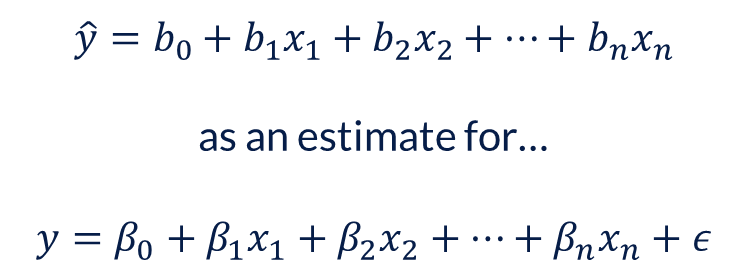 ŷ = b₀ + b₁x₁ + b₂x₂ + ⋯ + bₙxₙ
as an estimate for...
y = β₀ + β₁x₁ + β₂x₂ + ⋯ + βₙxₙ + ϵ